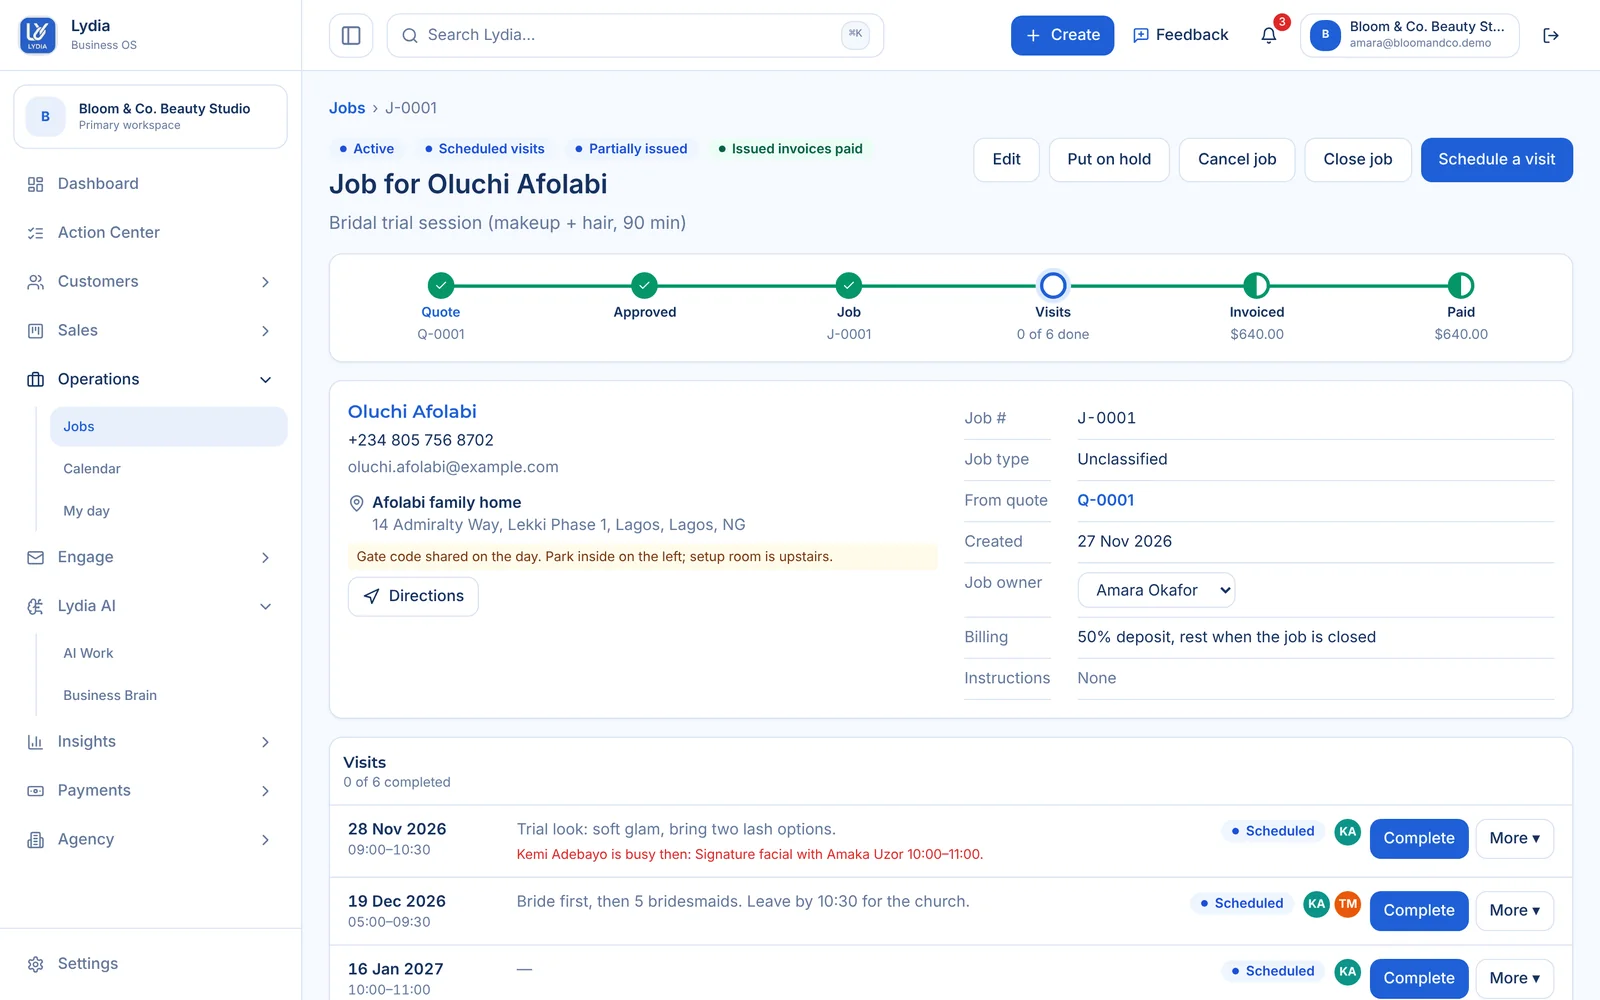 LYDIA
Lydia
Business OS
Search Lydia...
⌘K
+ Create
Feedback
3
B
Bloom & Co. Beauty St...
amara@bloomandco.demo
B
Bloom & Co. Beauty Studio
Primary workspace
Dashboard
Action Center
Customers
Sales
Operations
Jobs
Calendar
My day
Engage
Lydia AI
AI Work
Business Brain
Insights
Payments
Agency
Settings
Jobs › J-0001
Active
Scheduled visits
Partially issued
Issued invoices paid
Job for Oluchi Afolabi
Bridal trial session (makeup + hair, 90 min)
Edit
Put on hold
Cancel job
Close job
Schedule a visit
Quote
Q-0001
Approved
Job
J-0001
Visits
0 of 6 done
Invoiced
$640.00
Paid
$640.00
Oluchi Afolabi
+234 805 756 8702
oluchi.afolabi@example.com
Afolabi family home
14 Admiralty Way, Lekki Phase 1, Lagos, Lagos, NG
Gate code shared on the day. Park inside on the left; setup room is upstairs.
Directions
Job # J-0001
Job type Unclassified
From quote Q-0001
Created 27 Nov 2026
Job owner Amara Okafor
Billing 50% deposit, rest when the job is closed
Instructions None
Visits
0 of 6 completed
28 Nov 2026
09:00–10:30
Trial look: soft glam, bring two lash options.
Kemi Adebayo is busy then: Signature facial with Amaka Uzor 10:00–11:00.
Scheduled
KA
Complete
More ▾
19 Dec 2026
05:00–09:30
Bride first, then 5 bridesmaids. Leave by 10:30 for the church.
Scheduled
KA
TM
Complete
More ▾
16 Jan 2027
10:00–11:00
—
Scheduled
KA
Complete
More ▾